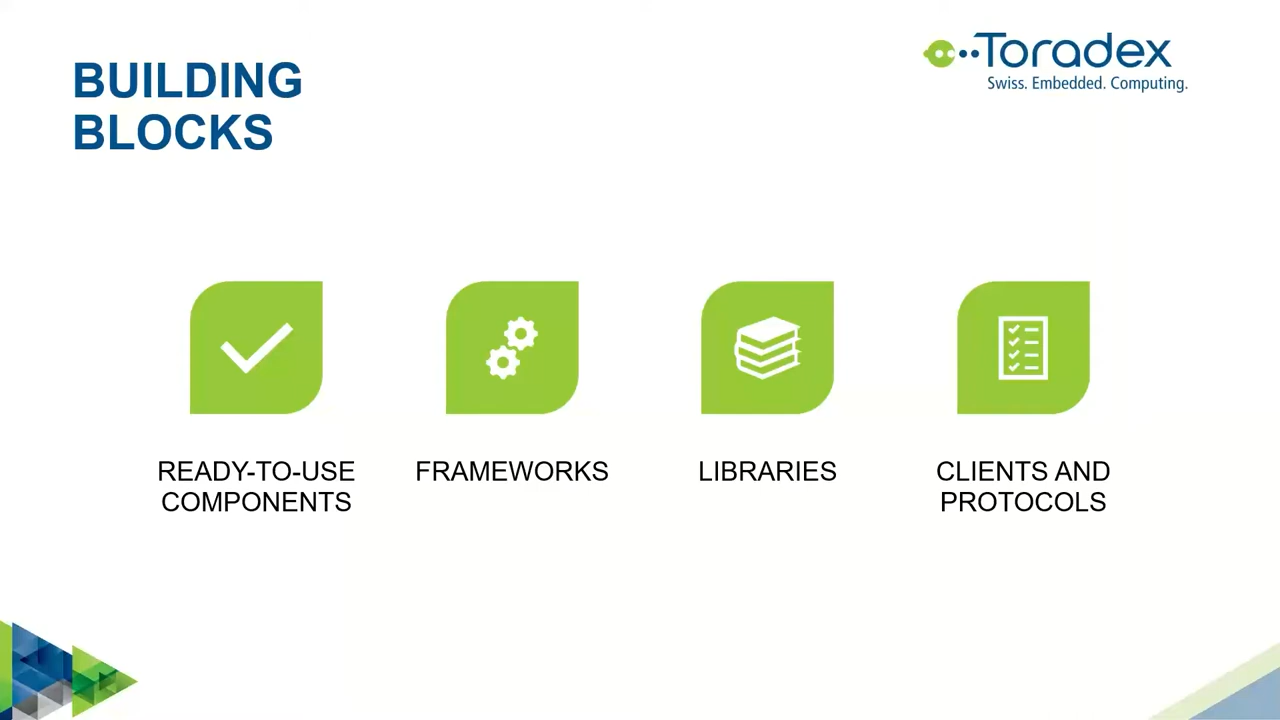 BUILDING
BLOCKS
Toradex
Swiss. Embedded. Computing.
READY-TO-USE
COMPONENTS
FRAMEWORKS
LIBRARIES
CLIENTS AND
PROTOCOLS